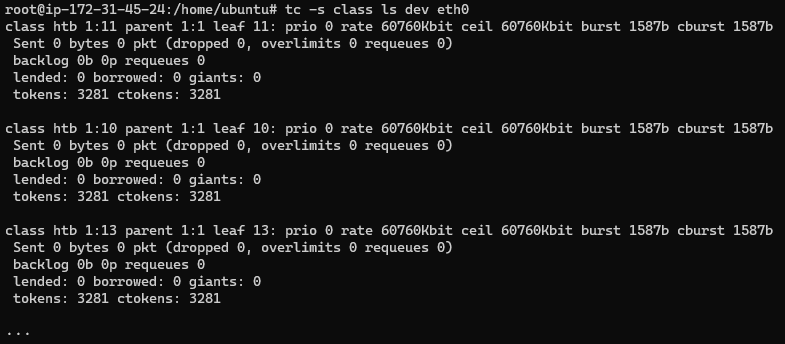 root@ip-172-31-45-24:/home/ubuntu# tc -s class ls dev eth0
class htb 1:11 parent 1:1 leaf 11: prio 0 rate 60760Kbit ceil 60760Kbit burst 1587b cburst 1587b
 Sent 0 bytes 0 pkt (dropped 0, overlimits 0 requeues 0)
 backlog 0b 0p requeues 0
 lended: 0 borrowed: 0 giants: 0
 tokens: 3281 ctokens: 3281

class htb 1:10 parent 1:1 leaf 10: prio 0 rate 60760Kbit ceil 60760Kbit burst 1587b cburst 1587b
 Sent 0 bytes 0 pkt (dropped 0, overlimits 0 requeues 0)
 backlog 0b 0p requeues 0
 lended: 0 borrowed: 0 giants: 0
 tokens: 3281 ctokens: 3281

class htb 1:13 parent 1:1 leaf 13: prio 0 rate 60760Kbit ceil 60760Kbit burst 1587b cburst 1587b
 Sent 0 bytes 0 pkt (dropped 0, overlimits 0 requeues 0)
 backlog 0b 0p requeues 0
 lended: 0 borrowed: 0 giants: 0
 tokens: 3281 ctokens: 3281

...